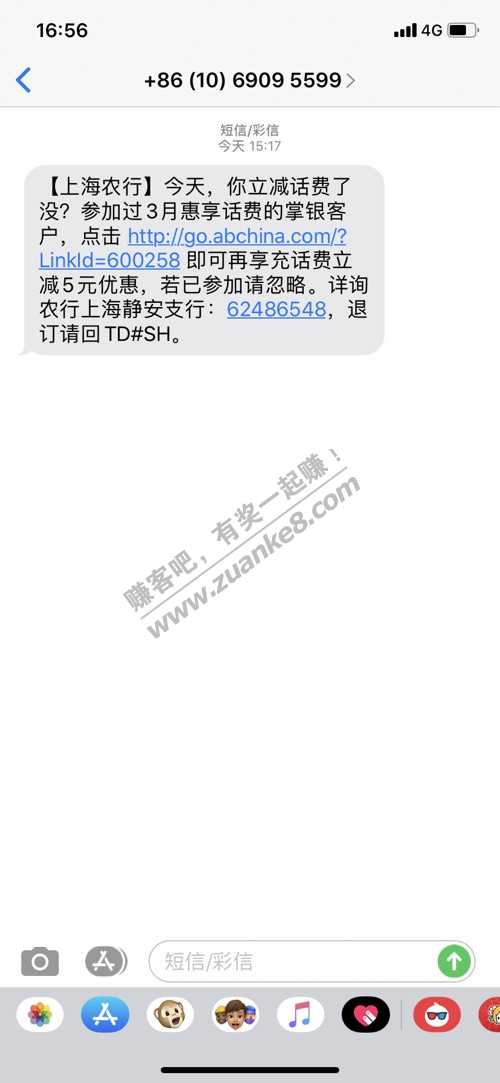 16:56
4G
+86 (10) 6909 5599
短信/彩信
今天 15:17
【上海农行】今天，你立减话费了
没？参加过3月惠享话费的掌银客
户，点击 http://go.abchina.com/?
LinkId=600258 即可再享充话费立
减5元优惠，若已参加请忽略。详询
农行上海静安支行：62486548，退
订请回TD#SH。
赚客吧，有奖一起赚！
www.zuanke8.com
短信/彩信